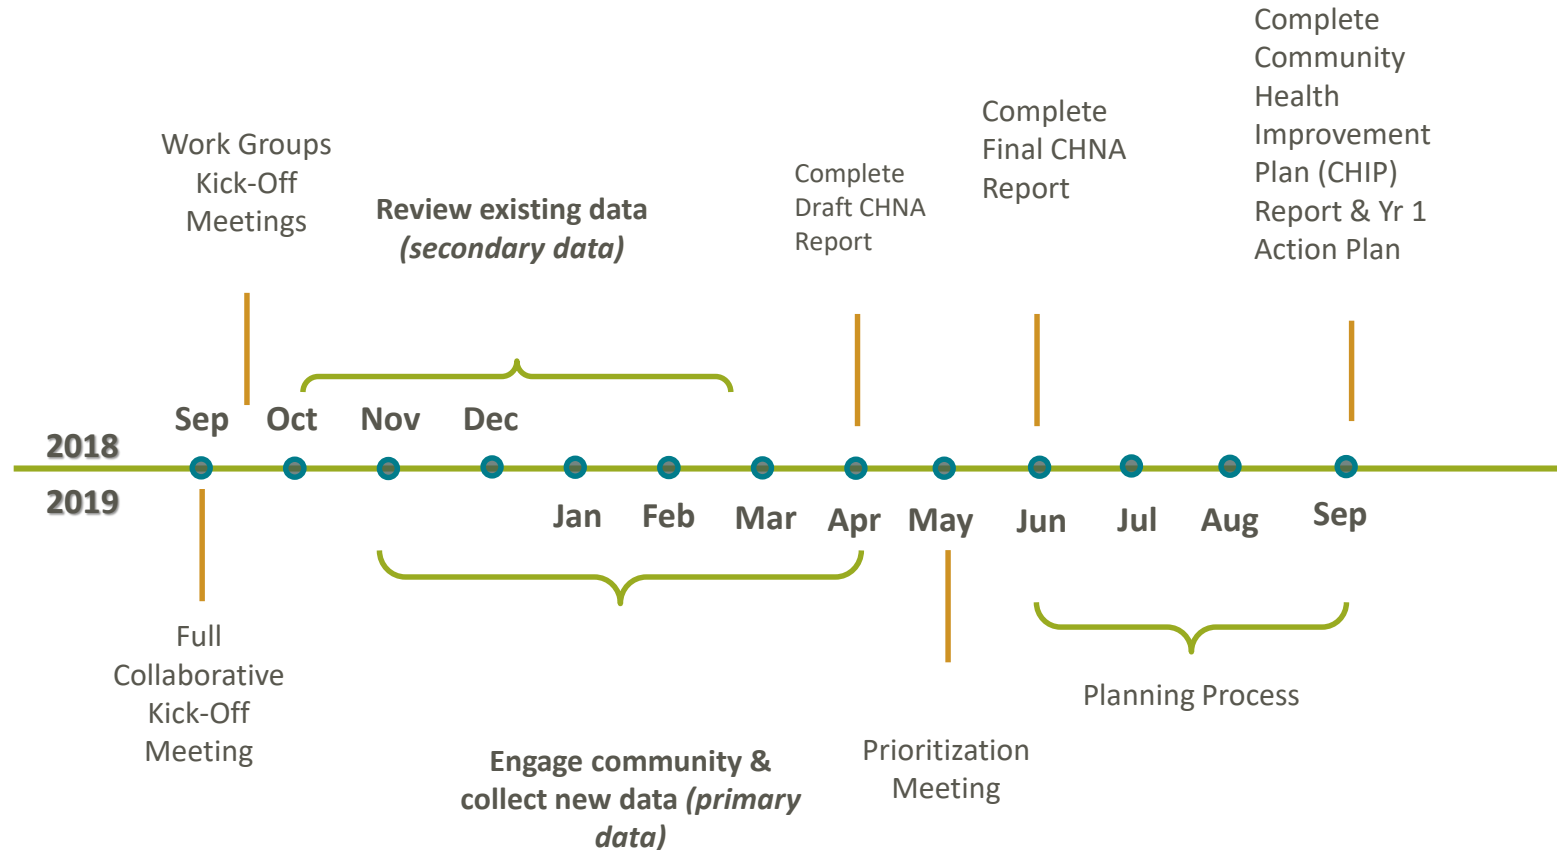 Work Groups
Kick-Off
Meetings
Review existing data
(secondary data)
Complete
Draft CHNA
Report
Complete
Final CHNA
Report
Complete
Community
Health
Improvement
Plan (CHIP)
Report & Yr 1
Action Plan
Sep Oct Nov Dec
2018
2019
Jan Feb Mar Apr May Jun Jul Aug Sep
Full
Collaborative
Kick-Off
Meeting
Engage community &
collect new data (primary
data)
Prioritization
Meeting
Planning Process